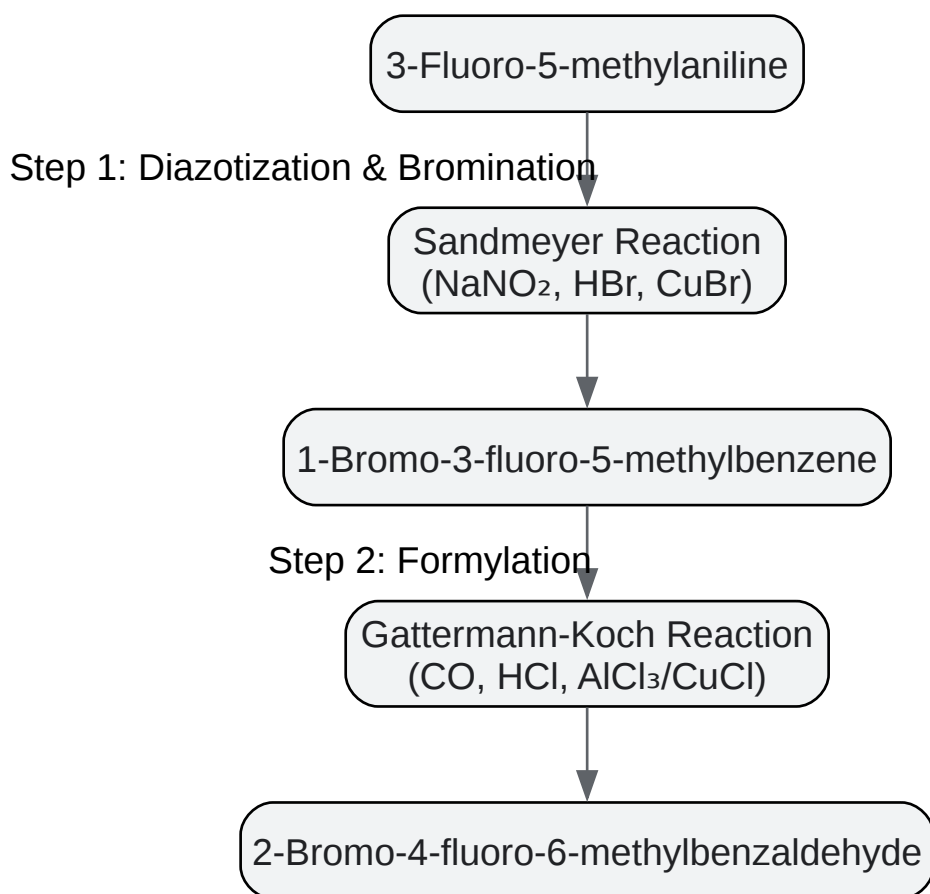 3-Fluoro-5-methylaniline
Step 1: Diazotization & Bromination
Sandmeyer Reaction
(NaNO₂, HBr, CuBr)
1-Bromo-3-fluoro-5-methylbenzene
Step 2: Formylation
Gattermann-Koch Reaction
(CO, HCl, AlCl₃/CuCl)
2-Bromo-4-fluoro-6-methylbenzaldehyde